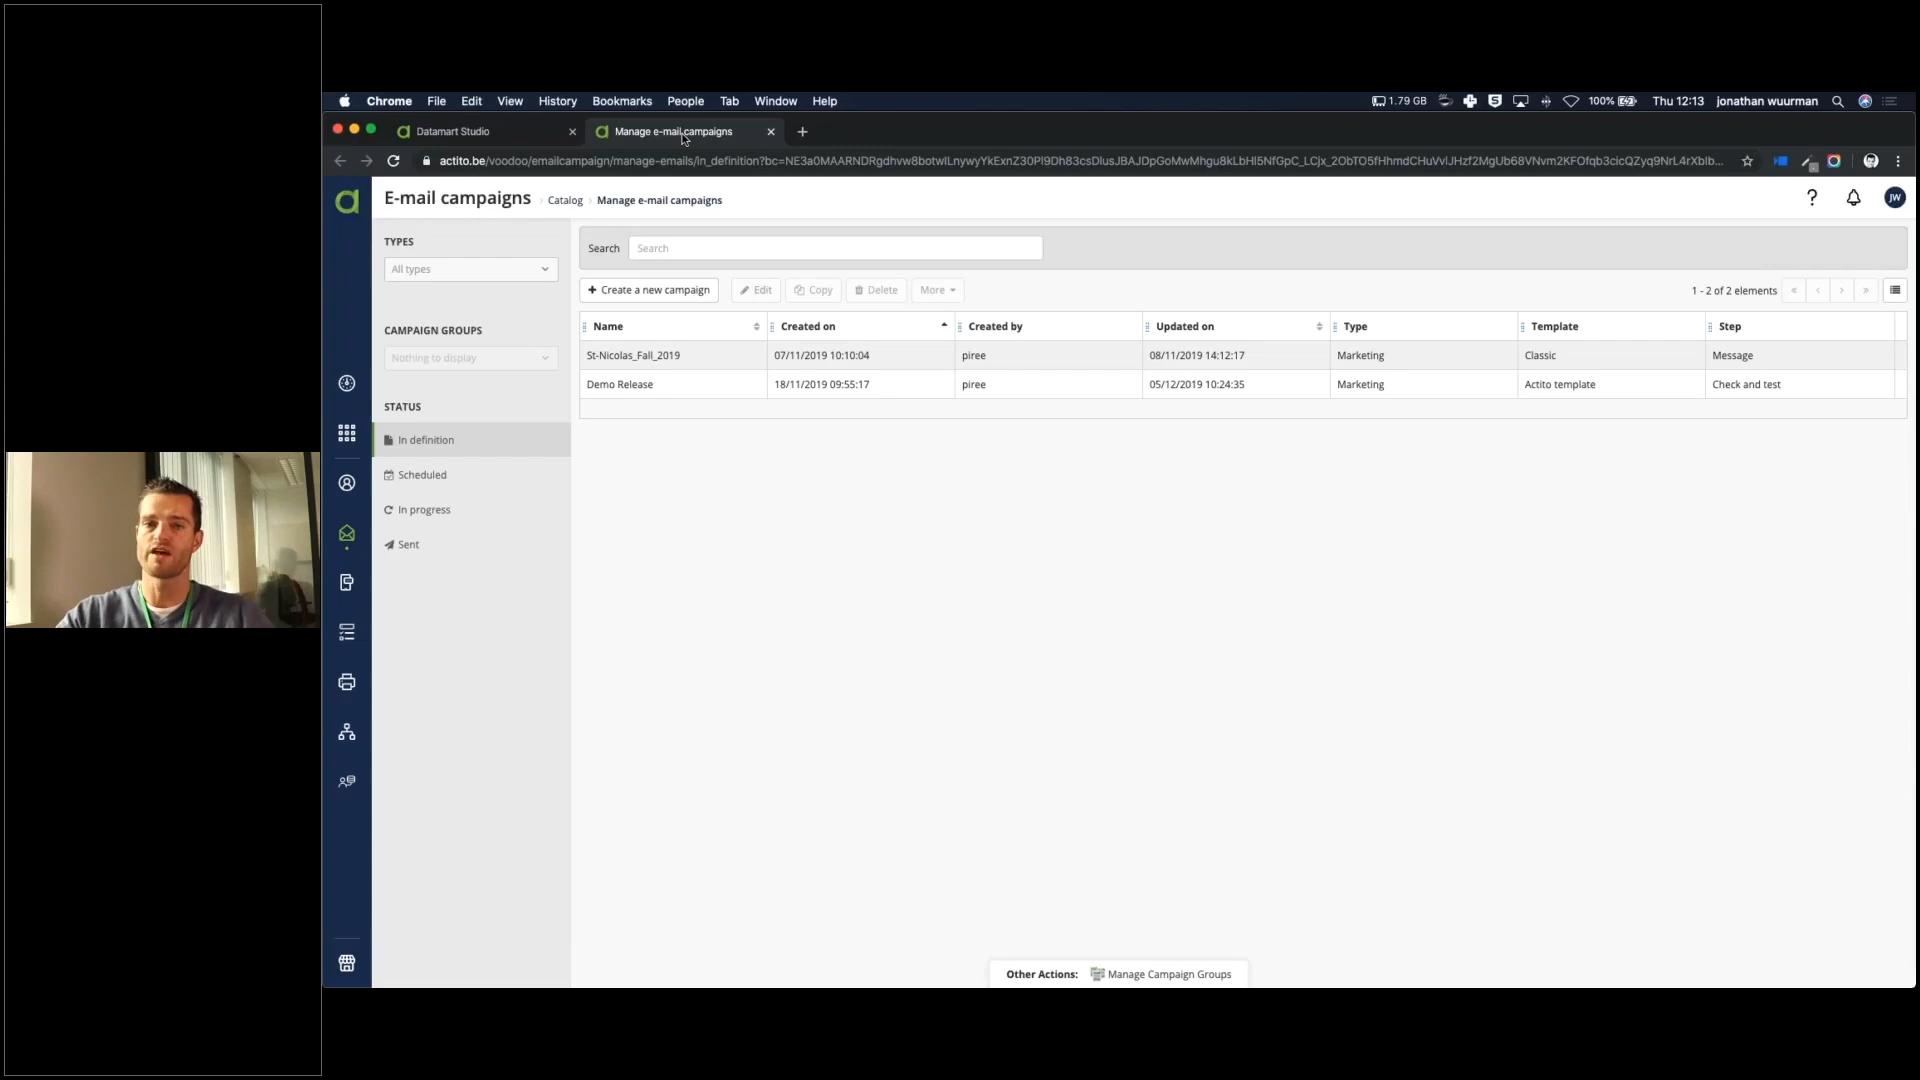 Chrome File Edit View History Bookmarks People Tab Window Help 1.79 GB 100% Thu 12:13 jonathan wuurman
Datamart Studio Manage e-mail campaigns
E-mail campaigns Catalog Manage e-mail campaigns JW
TYPES
All types
CAMPAIGN GROUPS
Nothing to display
STATUS
In definition
Scheduled
In progress
Sent
Search Search
Create a new campaign Edit Copy Delete More 1 - 2 of 2 elements
Name Created on Created by Updated on Type Template Step
St-Nicolas_Fall_2019 07/11/2019 10:10:04 piree 08/11/2019 14:12:17 Marketing Classic Message
Demo Release 18/11/2019 09:55:17 piree 05/12/2019 10:24:35 Marketing Actito template Check and test
Other Actions: Manage Campaign Groups